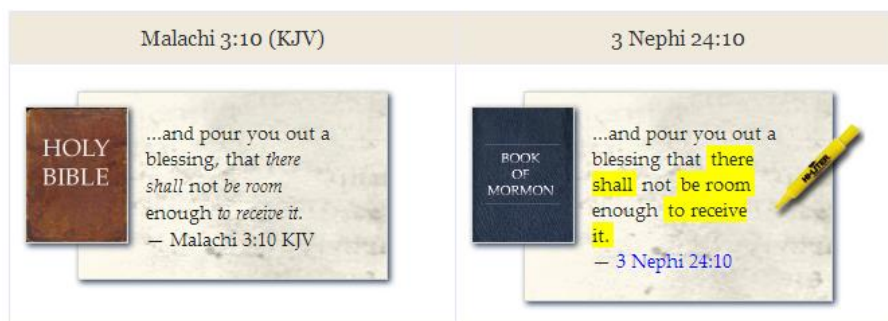 Malachi 3:10 (KJV)
3 Nephi 24:10
HOLY
BIBLE
...and pour you out a
blessing, that there
shall not be room
enough to receive it.
— Malachi 3:10 KJV
BOOK
OF
MORMON
...and pour you out a
blessing that there
shall not be room
enough to receive
it.
— 3 Nephi 24:10
HI-LITER